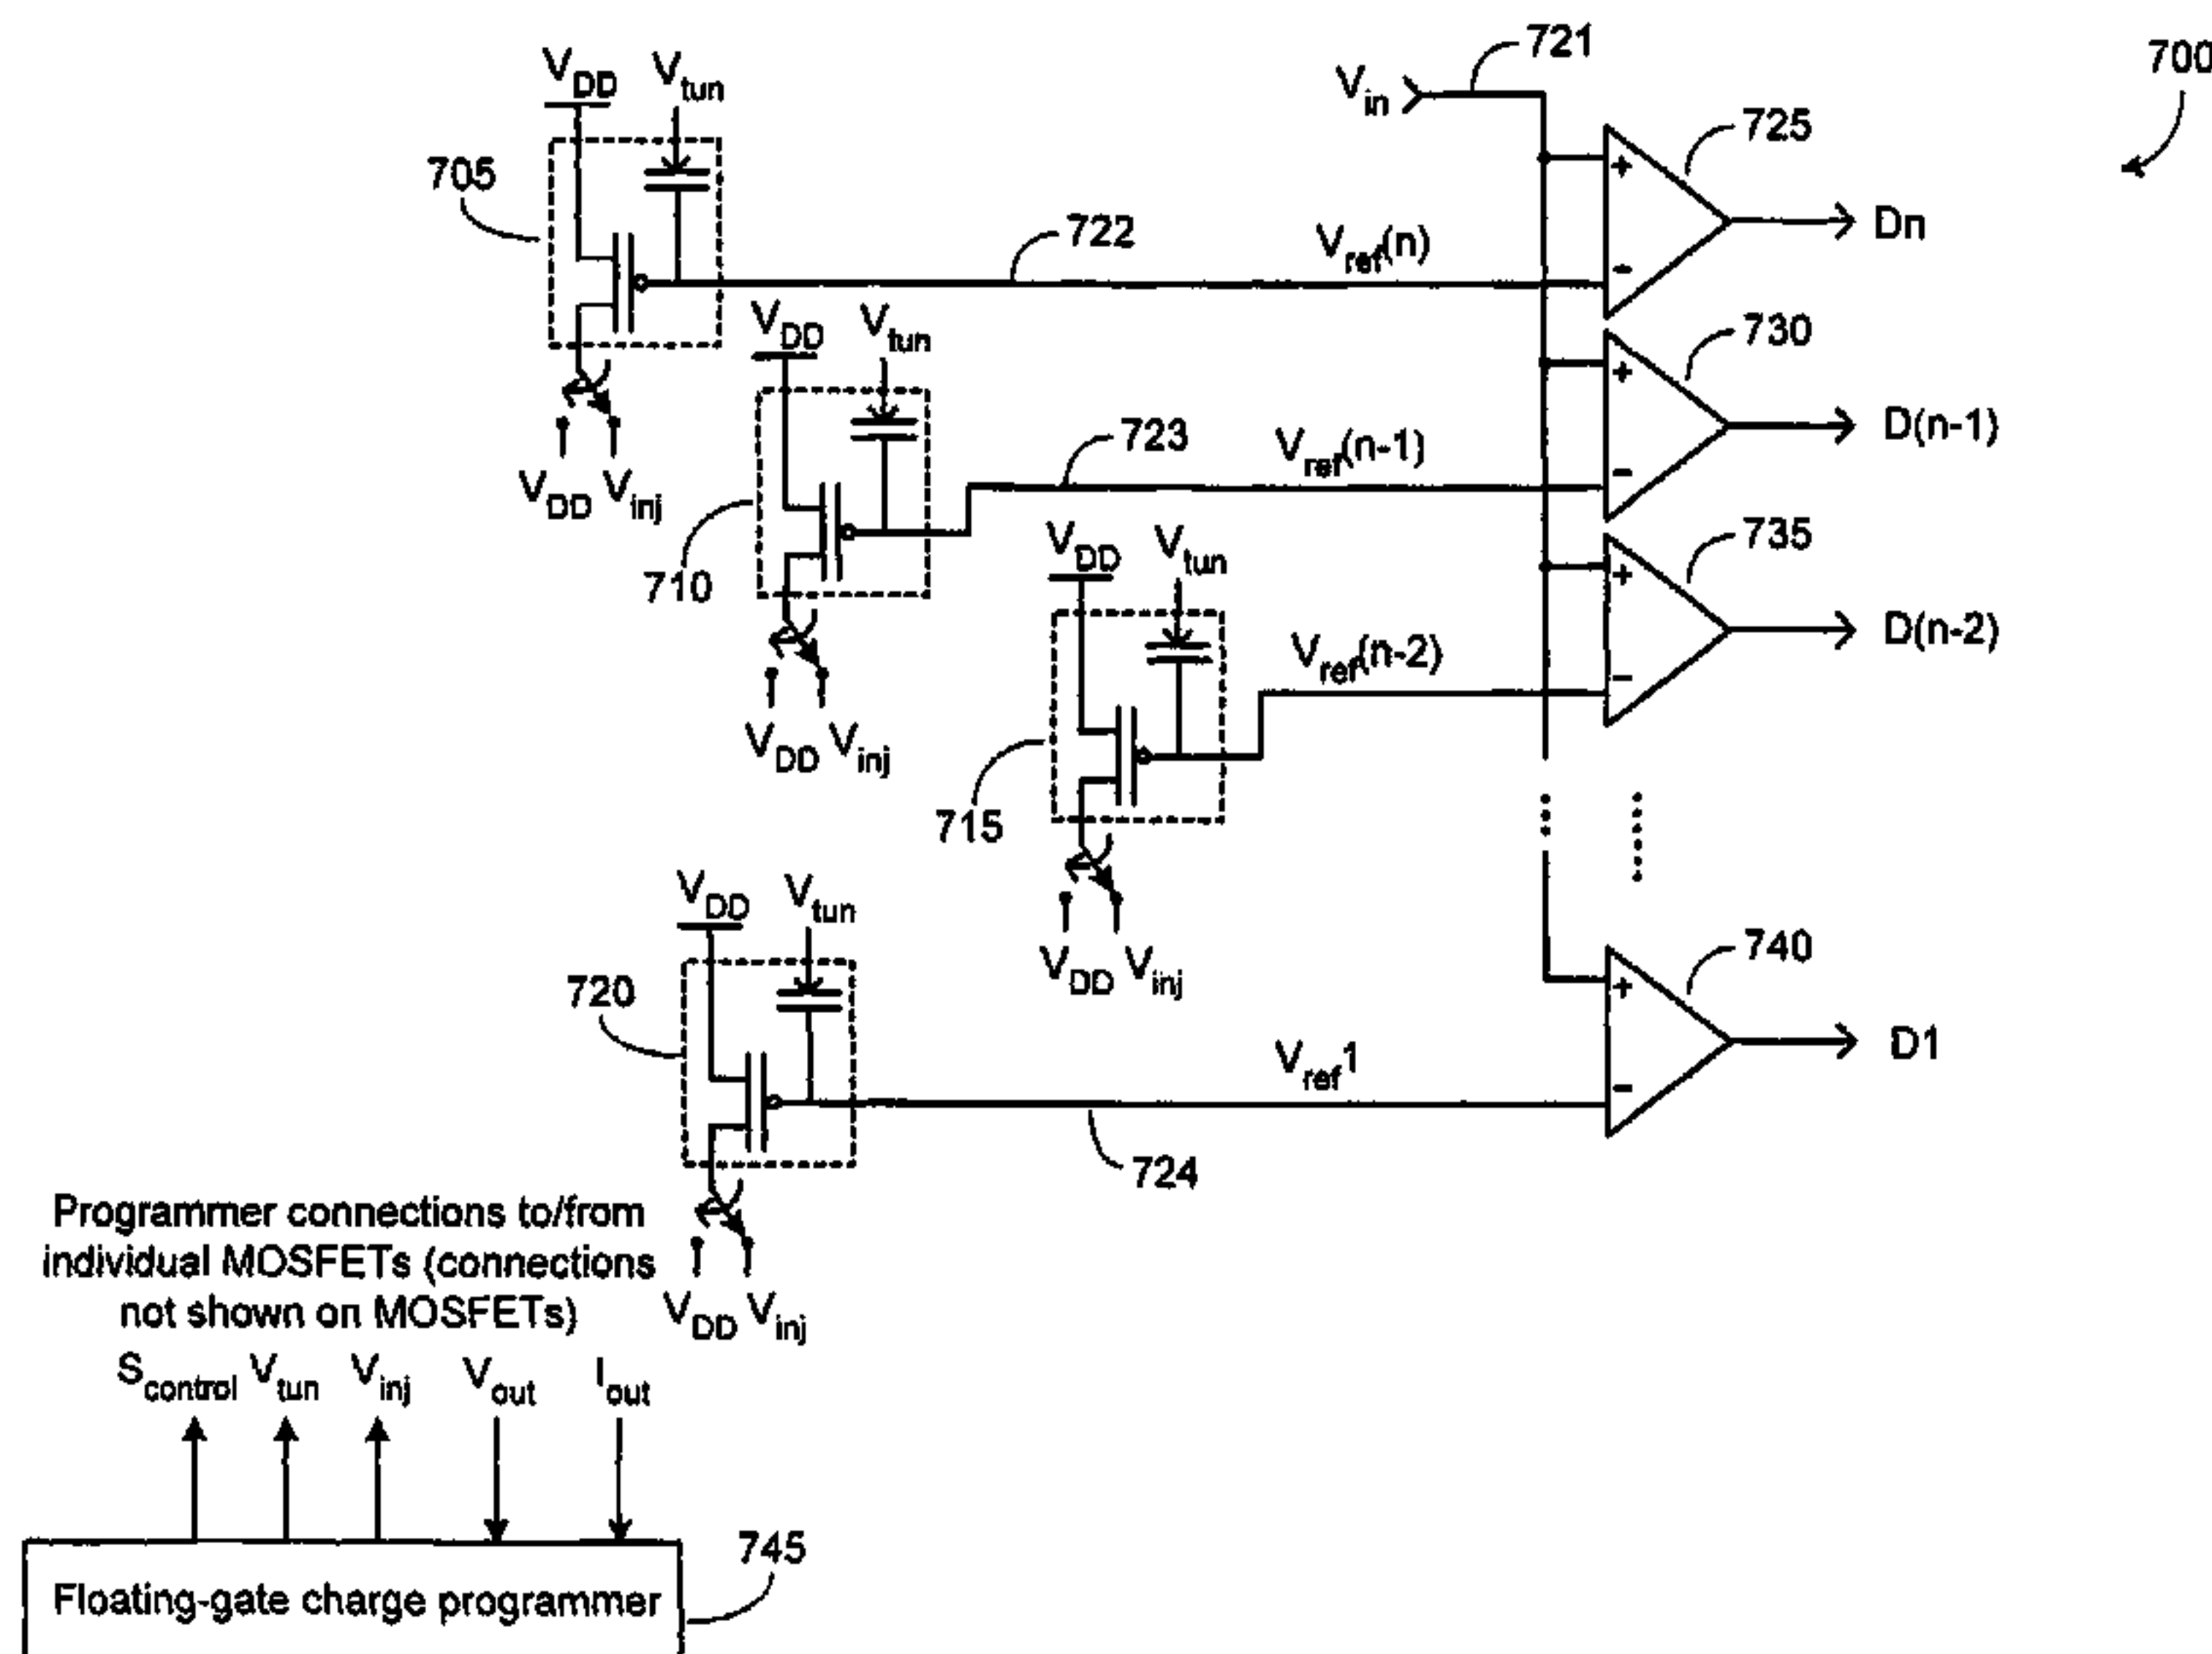 721
700
V_DD V_tun
V_in
725
705
+
722
V_ref(n)
Dn
-
V_DD V_tun
730
+
V_DD V_inj
723
V_ref(n-1)
D(n-1)
-
710
V_DD V_tun
735
+
V_ref(n-2)
D(n-2)
-
V_DD V_inj
715
V_DD V_tun
740
V_DD V_inj
720
+
V_ref1
D1
-
724
Programmer connections to/from
individual MOSFETs (connections
not shown on MOSFETs)
V_DD V_inj
S_control V_tun V_inj V_out I_out
745
Floating-gate charge programmer